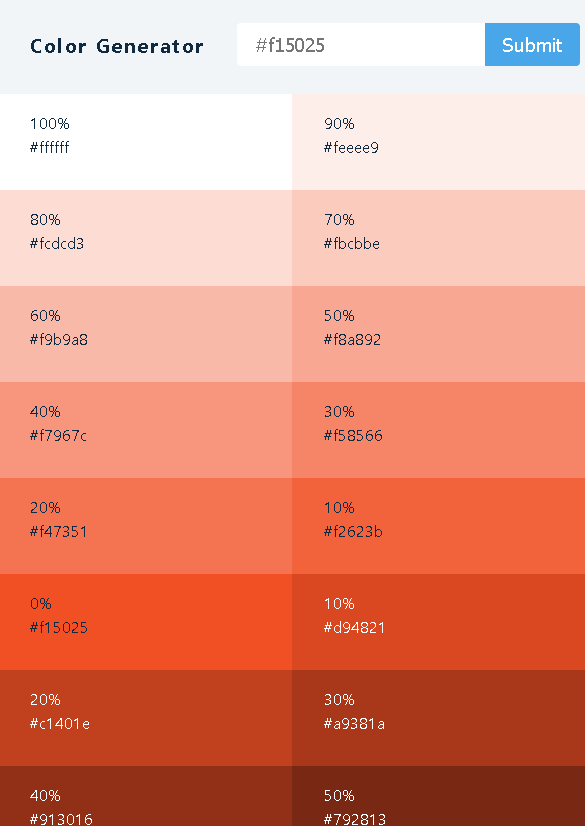 Color Generator
#f15025
Submit
100%
#ffffff
90%
#feeee9
80%
#fcdcd3
70%
#fbcbbe
60%
#f9b9a8
50%
#f8a892
40%
#f7967c
30%
#f58566
20%
#f47351
10%
#f2623b
0%
#f15025
10%
#d94821
20%
#c1401e
30%
#a9381a
40%
#913016
50%
#792813